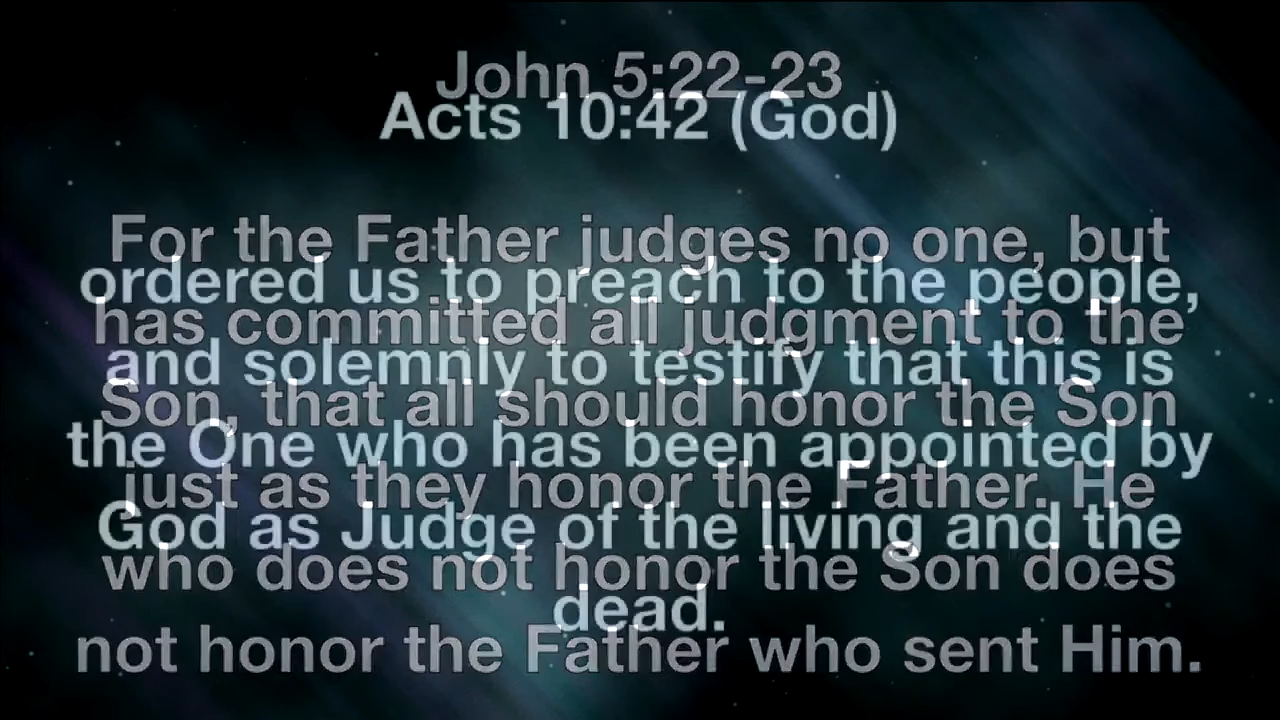 John 5:22-23
Acts 10:42 (God)
For the Father judges no one, but
ordered us to preach to the people,
has committed all judgment to the
and solemnly to testify that this is
Son, that all should honor the Son
the One who has been appointed by
just as they honor the Father. He
God as Judge of the living and the
who does not honor the Son does
dead.
not honor the Father who sent Him.